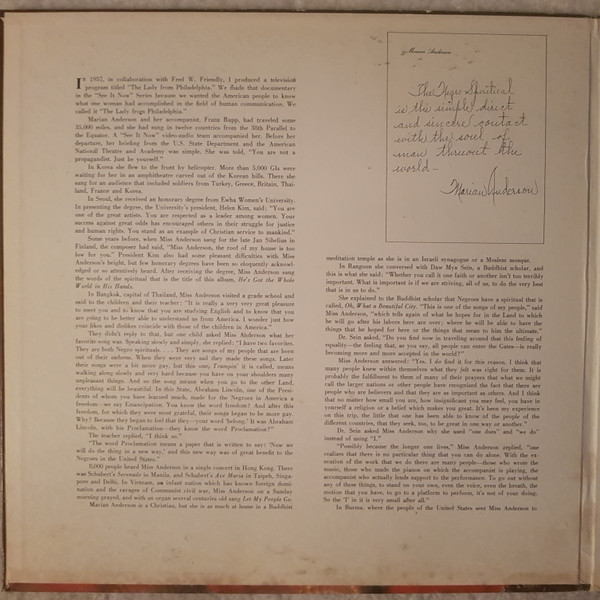 In 1957, in collaboration with Fred W. Friendly, I produced a television
program titled "The Lady from Philadelphia." We made that documentary
in the "See It Now" Series because we wanted the American people to know
what one woman had accomplished in the field of human communication. We
called it "The Lady from Philadelphia."
Marian Anderson and her accompanist, Franz Rupp, had traveled some
35,000 miles, and she had sung in twelve countries from the 38th Parallel to
the Equator. A "See It Now" video-audio team accompanied her. Before her
departure, her briefing from the U.S. State Department and the American
National Theatre and Academy was simple. She was told, "You are not a
propagandist. Just be yourself."
In Korea she flew to the front by helicopter. More than 5,000 GIs were
waiting for her in an amphitheatre carved out of the Korean hills. There she
sang for an audience that included soldiers from Turkey, Greece, Britain, Thai-
land, France and Korea.
In Seoul, she received an honorary degree from Ewha Women's University.
In presenting the degree, the University's president, Helen Kim, said: "You are
one of the great artists. You are respected as a leader among women. Your
success against great odds has encouraged others in their struggle for justice
and human rights. You stand as an example of Christian service to mankind."
Some years before, when Miss Anderson sang for the late Jan Sibelius in
Finland, the composer had said, "Miss Anderson, the roof of my house is too
low for you." President Kim also had some pleasant difficulties with Miss
Anderson's height, but few honorary degrees have been so eloquently acknowl-
edged or so attentively heard. After receiving the degree, Miss Anderson sang
the words of the spiritual that is the title of this album, He's Got the Whole
World in His Hands.
In Bangkok, capital of Thailand, Miss Anderson visited a grade school and
said to the children and their teacher: "It is really a very very great pleasure
to meet you and to know that you are studying English and to know that you
are going to be better able to understand us from America. I wonder just how
your likes and dislikes coincide with those of the children in America."
They didn't reply to that, but one child asked Miss Anderson what her
favorite song was. Speaking slowly and simply, she replied: "I have two favorites.
They are both Negro spirituals. . . . They are songs of my people that are born
out of their sadness. When they were very sad they made these songs. Later
their songs were a bit more gay, but this one, 'Trampin'' it is called, means
walking along slowly and very hard because you have on your shoulders many
unpleasant things. And so the song means when you go to the other Land,
everything will be beautiful. In this State, Abraham Lincoln, one of the Presi-
dents of whom you have learned much, made for the Negroes in America a
freedom—we say Emancipation. You know the word freedom? And after this
freedom, for which they were most grateful, their songs began to be more gay.
Why? Because they began to feel that they—your word 'belong.' It was Abraham
Lincoln, with his Proclamation—they know the word Proclamation?"
The teacher replied, "I think so."
"The word Proclamation means a paper that is written to say: 'Now we
will do the thing in a new way,' and this new way was of great benefit to the
Negroes in the United States."
8,000 people heard Miss Anderson in a single concert in Hong Kong. There
was Schubert's Serenade in Manila, and Schubert's Ave Maria in Taipeh, Singa-
pore and Delhi. In Vietnam, an infant nation which has known foreign domi-
nation and the ravages of Communist civil war, Miss Anderson on a Sunday
morning prayed, and with an organ several centuries old sang Let My People Go.
Marian Anderson is a Christian, but she is as much at home in a Buddhist
Marian Anderson
The Negro Spiritual
is the simple direct
and sincere contact
with the soul of
man thruout the
world —
Marian Anderson
meditation temple as she is in an Israeli synagogue or a Moslem mosque.
In Rangoon she conversed with Daw Mya Sein, a Buddhist scholar, and
this is what she said: "Whether you call it one faith or another isn't too terribly
important. What is important is if we are striving, all of us, to do the very best
that is in us to do."
She explained to the Buddhist scholar that Negroes have a spiritual that is
called, Oh, What a Beautiful City. "This is one of the songs of my people," said
Miss Anderson, "which tells again of what he hopes for in the Land to which
he will go after his labors here are over; where he will be able to have the
things that he hoped for here or the things that mean to him the ultimate."
Dr. Sein asked, "Do you find now in traveling around that this feeling of
equality—the feeling that, as you say, all people can enter the Gates—is really
becoming more and more accepted in the world?"
Miss Anderson answered: "Yes, I do find it for this reason, I think that
many people knew within themselves what they felt was right for them. It is
probably the fulfillment to them of many of their prayers that what we might
call the larger nations or other people have recognized the fact that there are
people who are believers and that they are as important as others. And I think
that no matter how small you are, how insignificant you may feel, you have in
yourself a religion or a belief which makes you great. It's been my experience
on this trip, the little that one has been able to know of the people of the
different countries, that they seek, too, to be great in one way or another."
Dr. Sein asked Miss Anderson why she used "one does" and "we do"
instead of using "I."
"Possibly because the longer one lives," Miss Anderson replied, "one
realizes that there is no particular thing that you can do alone. With the ex-
ecution of the work that we do there are many people—those who wrote the
music, those who made the pianos on which the accompanist is playing, the
accompanist who actually lends support to the performance. To go out without
any of these things, to stand on your own, even the voice, even the breath, the
motion that you have, to go to a platform to perform, it's not of your doing.
So the 'I' in it is very small after all."
In Burma, where the people of the United States sent Miss Anderson to